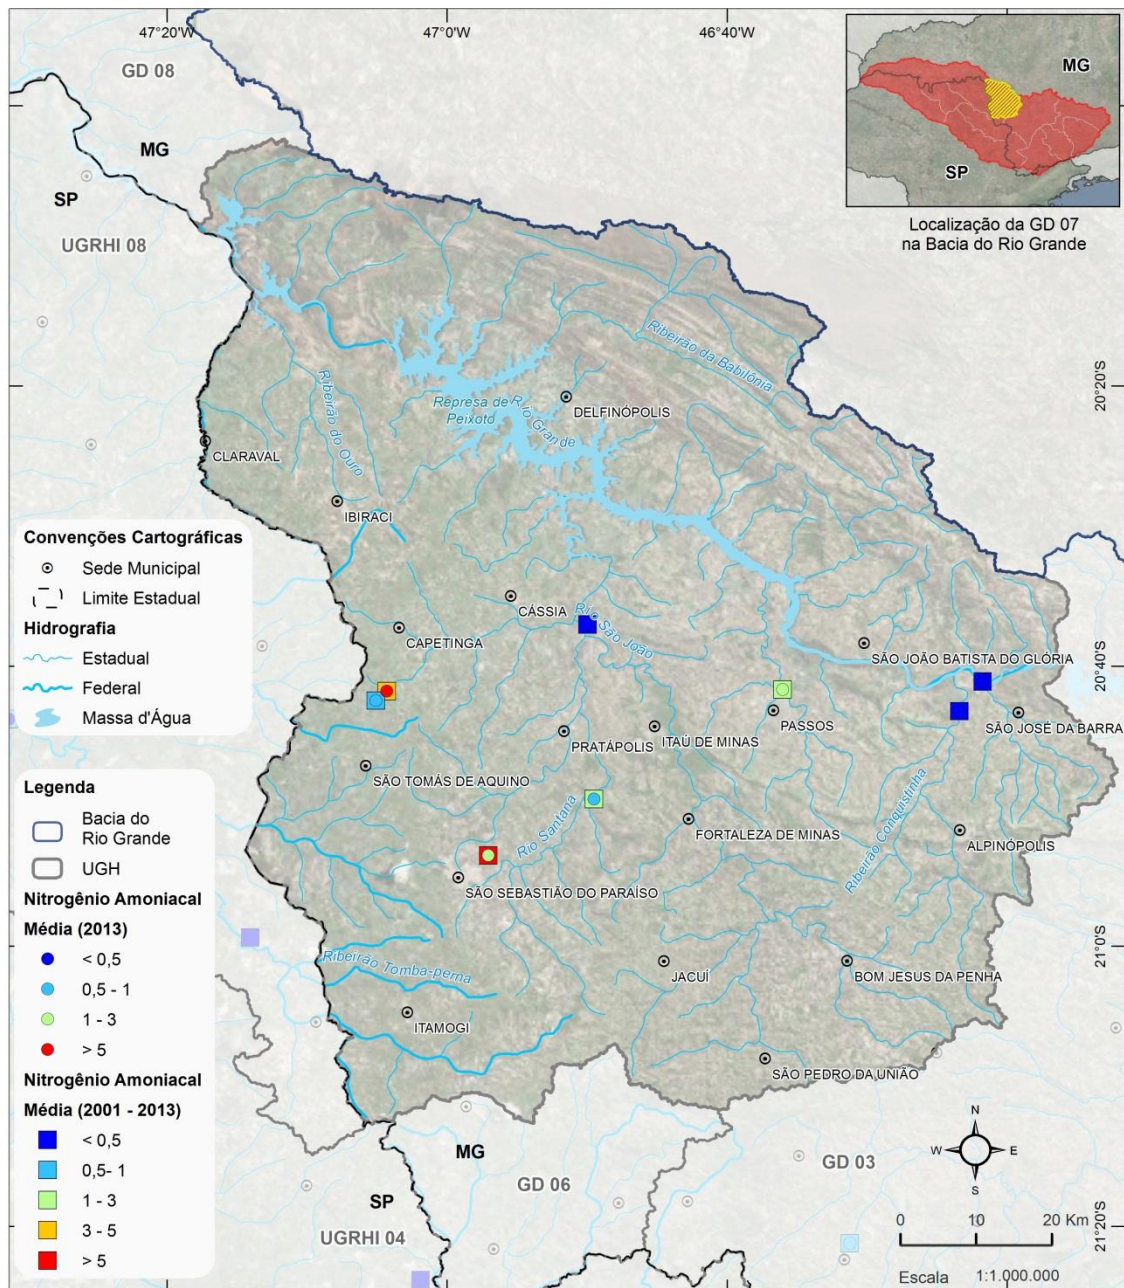 47°20'W
47°0'W
46°40'W
GD 08
MG
SP
UGRHI 08
MG
SP
Localização da GD 07
na Bacia do Rio Grande
Ribeirão da Babilônia
20°20'S
Ribeirão do Ouro
Represa de
Peixoto
Rio Grande
DELFINÓPOLIS
CLARAVAL
IBIRACI
Convenções Cartográficas
Sede Municipal
Limite Estadual
Hidrografia
Estadual
Federal
Massa d'Água
CÁSSIA
Rio São João
CAPETINGA
SÃO JOÃO BATISTA DO GLÓRIA
20°40'S
PASSOS
SÃO JOSÉ DA BARRA
PRATÁPOLIS
ITAÚ DE MINAS
SÃO TOMÁS DE AQUINO
Rio Santana
FORTALEZA DE MINAS
Ribeirão Conquistinha
ALPINÓPOLIS
SÃO SEBASTIÃO DO PARAÍSO
Legenda
Bacia do
Rio Grande
UGH
Nitrogênio Amoniacal
Média (2013)
< 0,5
0,5 - 1
1 - 3
> 5
Nitrogênio Amoniacal
Média (2001 - 2013)
< 0,5
0,5- 1
1 - 3
3 - 5
> 5
Ribeirão Tomba-perna
JACUÍ
BOM JESUS DA PENHA
21°0'S
ITAMOGI
SÃO PEDRO DA UNIÃO
MG
SP
GD 06
GD 03
UGRHI 04
N
W
E
S
21°20'S
0 10 20 Km
Escala 1:1.000.000